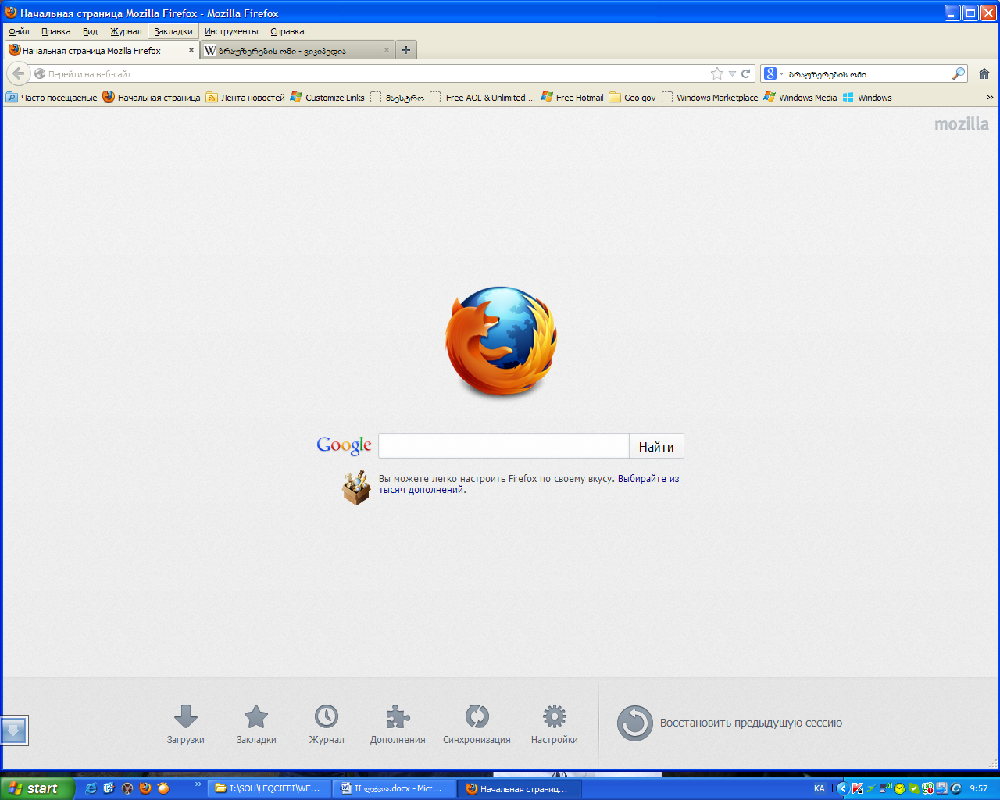 Начальная страница Mozilla Firefox - Mozilla Firefox
Файл Правка Вид Журнал Закладки Инструменты Справка
Начальная страница Mozilla Firefox ბრაუზერების ომი - ვიკიპედია
Перейти на веб-сайт ბრაუზერების ომი
Часто посещаемые Начальная страница Лента новостей Customize Links მაესტრო Free AOL & Unlimited ... Free Hotmail Geo gov Windows Marketplace Windows Media Windows »
mozilla
Google Найти
Вы можете легко настроить Firefox по своему вкусу. Выбирайте из
тысяч дополнений.
Загрузки Закладки Журнал Дополнения Синхронизация Настройки Восстановить предыдущую сессию
start » I:\SOU\LEQCIEBI\WE... II ლექცია.docx - Micr... Начальная страниц... KA 9:57